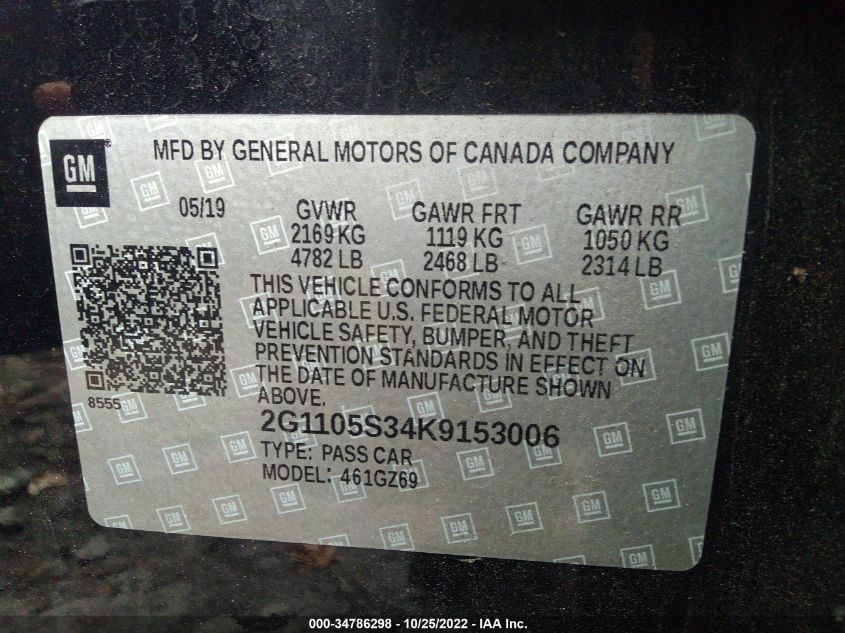 GM
MFD BY GENERAL MOTORS OF CANADA COMPANY
05/19 GVWR GAWR FRT GAWR RR
2169 KG 1119 KG 1050 KG
4782 LB 2468 LB 2314 LB
THIS VEHICLE CONFORMS TO ALL
APPLICABLE U.S. FEDERAL MOTOR
VEHICLE SAFETY, BUMPER, AND THEFT
PREVENTION STANDARDS IN EFFECT ON
THE DATE OF MANUFACTURE SHOWN
ABOVE.
8555
2G1105S34K9153006
TYPE: PASS CAR
MODEL: 461GZ69
000-34786298 - 10/25/2022 - IAA Inc.